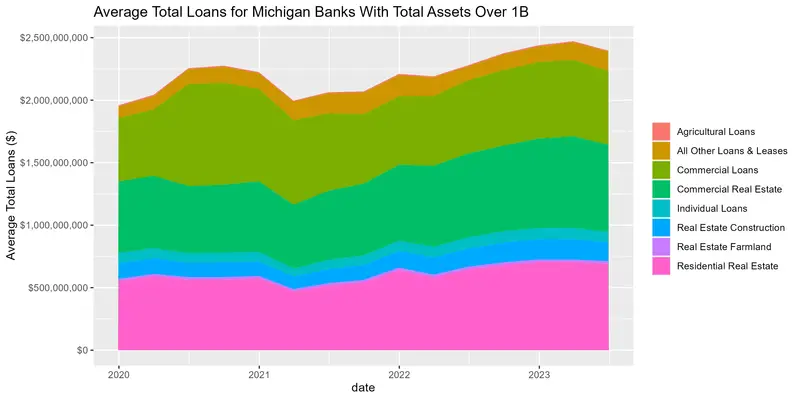 Average Total Loans for Michigan Banks With Total Assets Over 1B
$2,500,000,000
$2,000,000,000
$1,500,000,000
$1,000,000,000
$500,000,000
$0
Average Total Loans ($)
2020
2021
2022
2023
date
Agricultural Loans
All Other Loans & Leases
Commercial Loans
Commercial Real Estate
Individual Loans
Real Estate Construction
Real Estate Farmland
Residential Real Estate